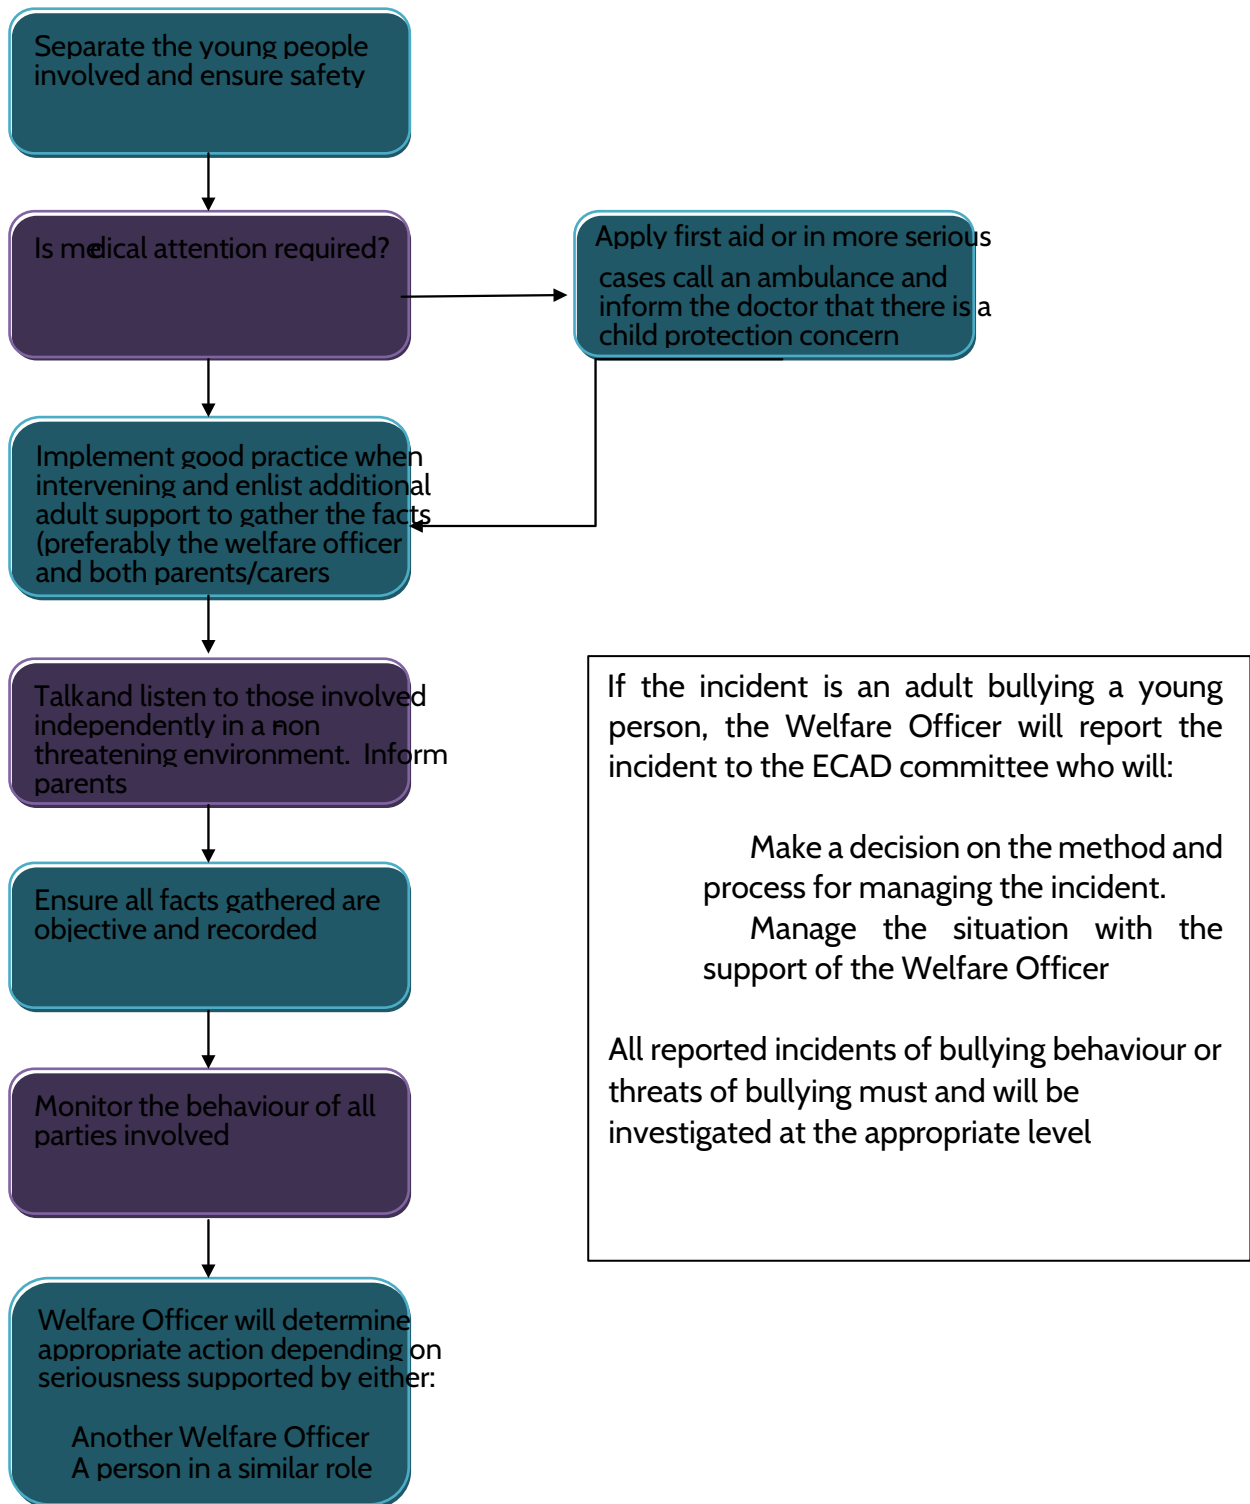 Separate the young people
involved and ensure safety
Is medical attention required?
Apply first aid or in more serious
cases call an ambulance and
inform the doctor that there is a
child protection concern
Implement good practice when
intervening and enlist additional
adult support to gather the facts
(preferably the welfare officer
and both parents/carers
Talk and listen to those involved
independently in a non-
threatening environment. Inform
parents
Ensure all facts gathered are
objective and recorded
Monitor the behaviour of all
parties involved
Welfare Officer will determine
appropriate action depending on
seriousness supported by either:
Another Welfare Officer
A person in a similar role
If the incident is an adult bullying a young
person, the Welfare Officer will report the
incident to the ECAD committee who will:
Make a decision on the method and
process for managing the incident.
Manage the situation with the
support of the Welfare Officer
All reported incidents of bullying behaviour or
threats of bullying must and will be
investigated at the appropriate level